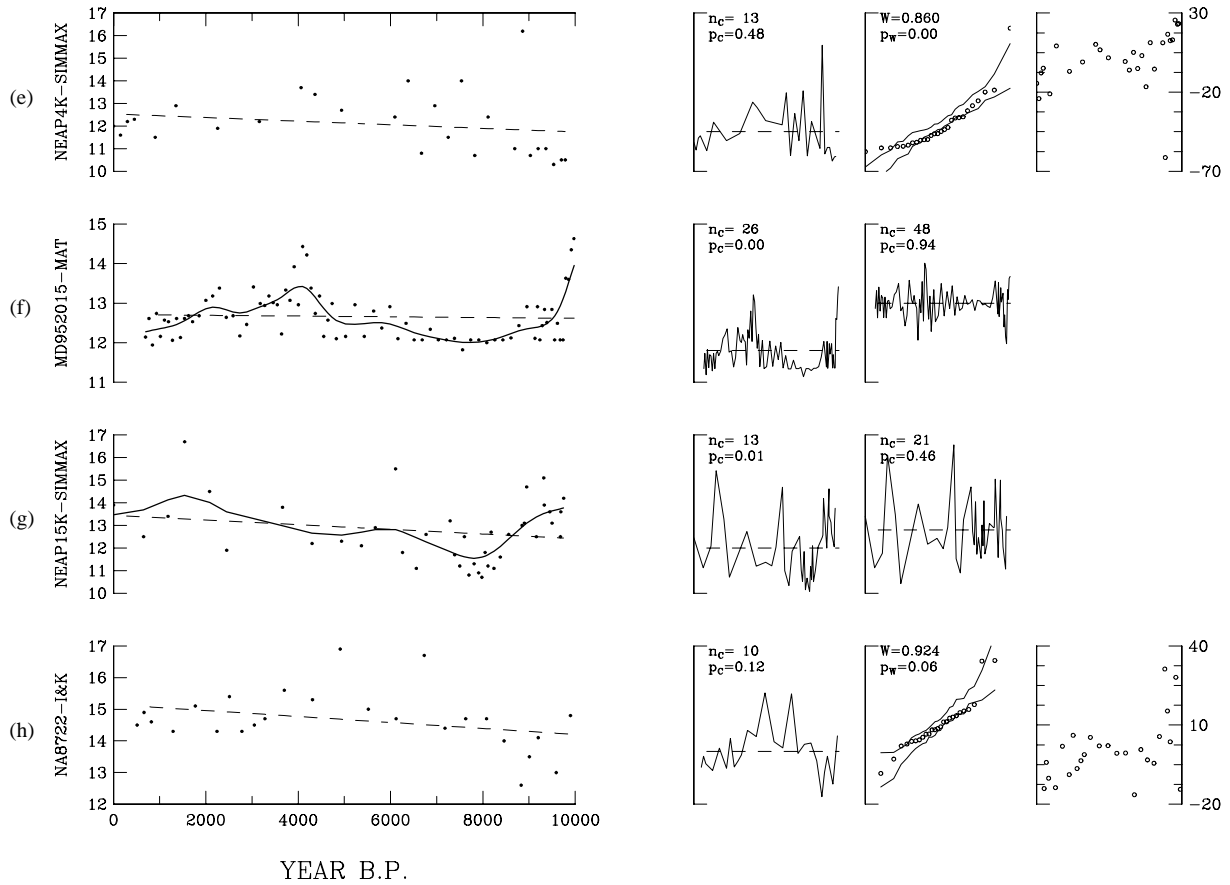 (e)
NEAP4K-SIMMAX
17
16
15
14
13
12
11
10
n_c= 13
p_c=0.48
W=0.860
p_w=0.00
30
-20
-70
(f)
MD952015-MAT
15
14
13
12
11
n_c= 26
p_c=0.00
n_c= 48
p_c=0.94
(g)
NEAP15K-SIMMAX
17
16
15
14
13
12
11
10
n_c= 13
p_c=0.01
n_c= 21
p_c=0.46
(h)
NA8722-I&K
17
16
15
14
13
12
0 2000 4000 6000 8000 10000
YEAR B.P.
n_c= 10
p_c=0.12
W=0.924
p_w=0.06
40
10
-20